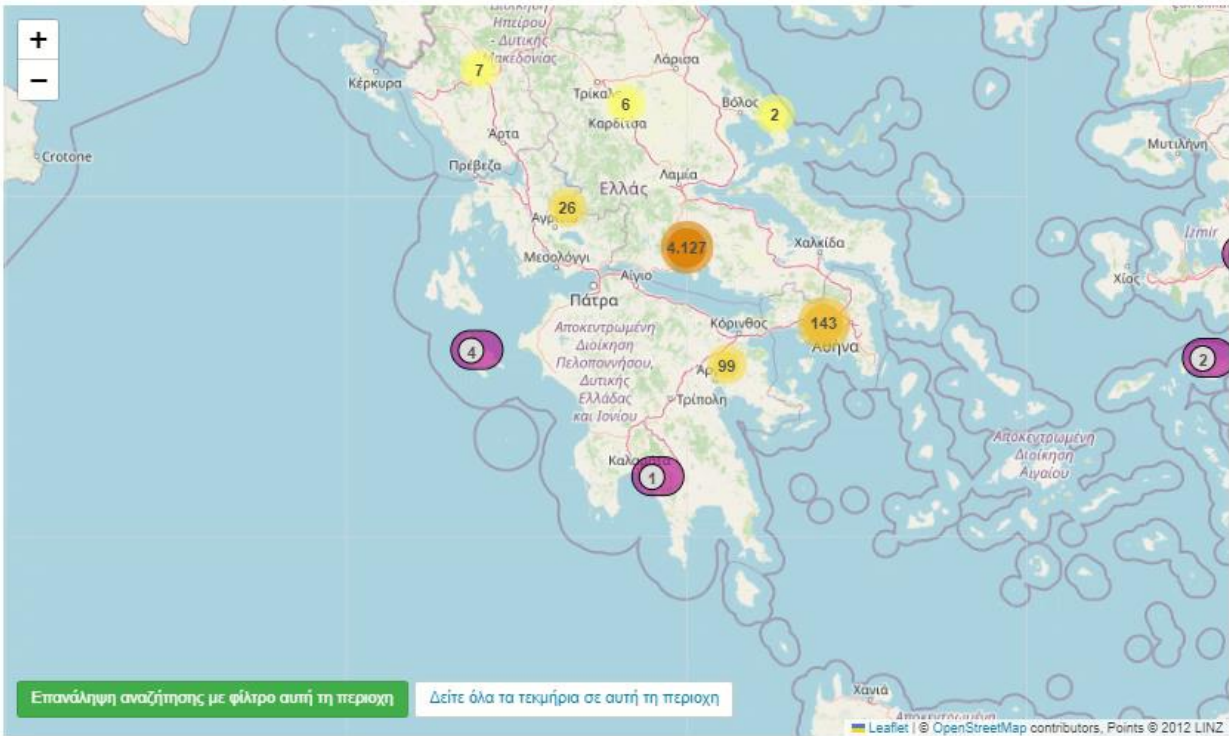 Διοίκηση
Ηπείρου
- Δυτικής
Μακεδονίας
+
−
Κέρκυρα
7
Λάρισα
6
Καρδίτσα
Βόλος
2
Άρτα
Crotone
Πρέβεζα
Μυτιλήνη
Λαμία
Ελλάς
26
4.127
Χαλκίδα
Izmir
Μεσολόγγι
Αίγιο
Χίος
Πάτρα
Κόρινθος
143
Αθήνα
Αποκεντρωμένη
Διοίκηση
Πελοποννήσου,
Δυτικής
Ελλάδας
και Ιονίου
4
2
99
Τρίπολη
Αποκεντρωμένη
Διοίκηση
Αιγαίου
1
Επανάληψη αναζήτησης με φίλτρο αυτή τη περιοχη
Δείτε όλα τα τεκμήρια σε αυτή τη περιοχη
Χανιά
Αποκεντρωμένη
Leaflet | © OpenStreetMap contributors, Points © 2012 LINZ